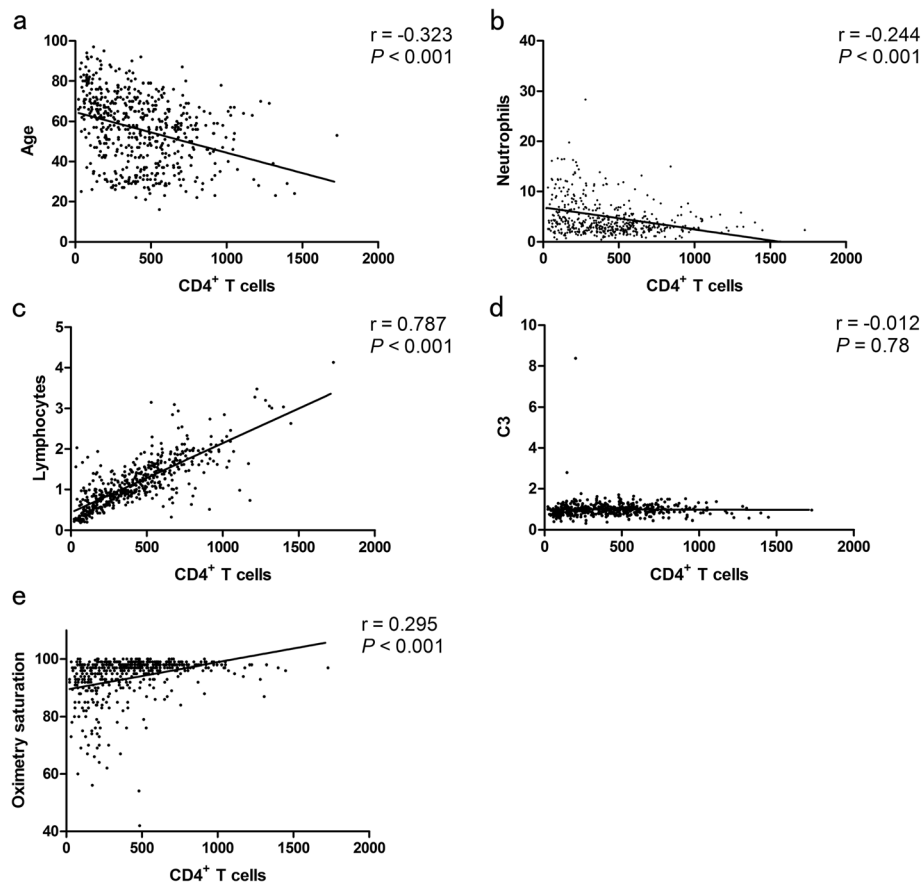 a
r = -0.323
P < 0.001
100
80
60
40
20
0
Age
0 500 1000 1500 2000
CD4⁺ T cells
b
r = -0.244
P < 0.001
40
30
20
10
0
Neutrophils
0 500 1000 1500 2000
CD4⁺ T cells
c
r = 0.787
P < 0.001
5
4
3
2
1
0
Lymphocytes
0 500 1000 1500 2000
CD4⁺ T cells
d
r = -0.012
P = 0.78
10
8
6
4
2
0
C3
0 500 1000 1500 2000
CD4⁺ T cells
e
r = 0.295
P < 0.001
100
80
60
40
Oximetry saturation
0 500 1000 1500 2000
CD4⁺ T cells